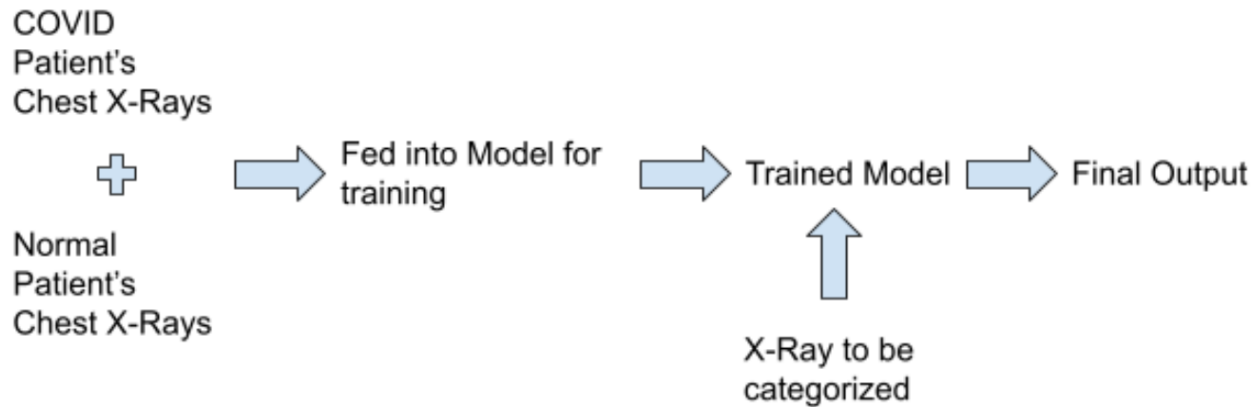 COVID
Patient's
Chest X-Rays
Normal
Patient's
Chest X-Rays
Fed into Model for
training
Trained Model
X-Ray to be
categorized
Final Output